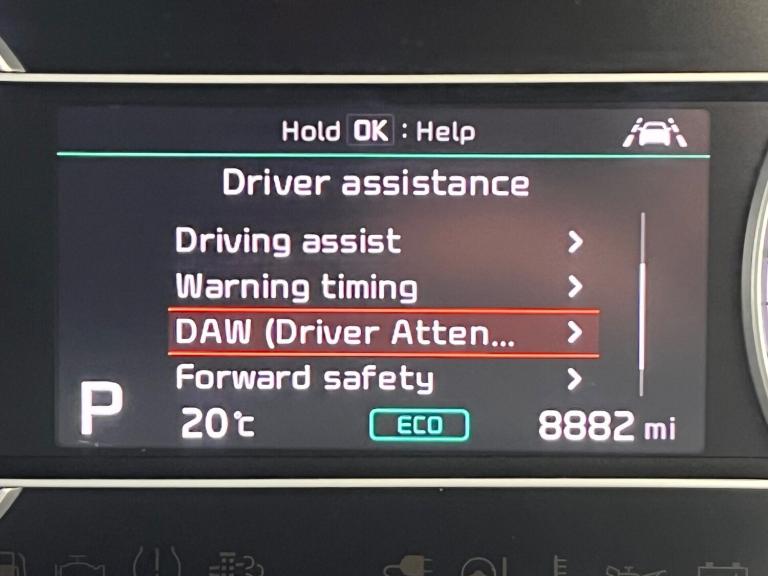 Hold OK : Help
Driver assistance
Driving assist
Warning timing
DAW (Driver Atten...
Forward safety
P
20℃ ECO 8882 mi